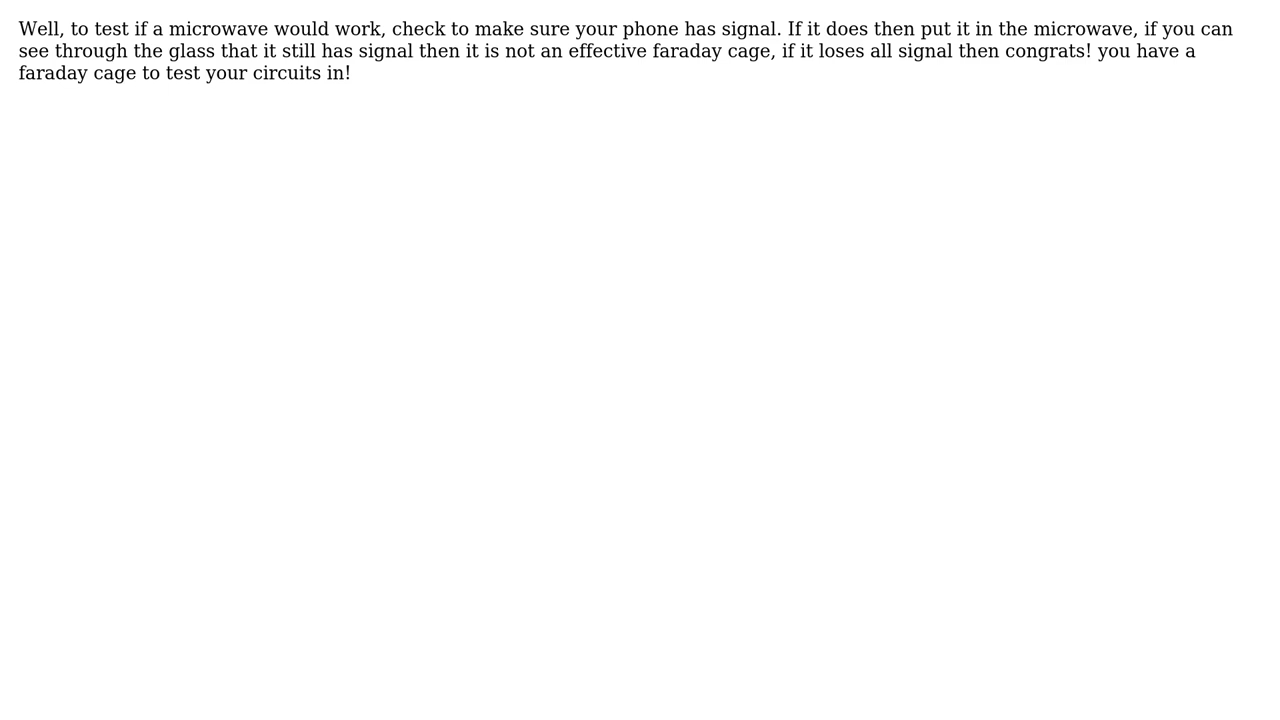 Well, to test if a microwave would work, check to make sure your phone has signal. If it does then put it in the microwave, if you can
see through the glass that it still has signal then it is not an effective faraday cage, if it loses all signal then congrats! you have a
faraday cage to test your circuits in!